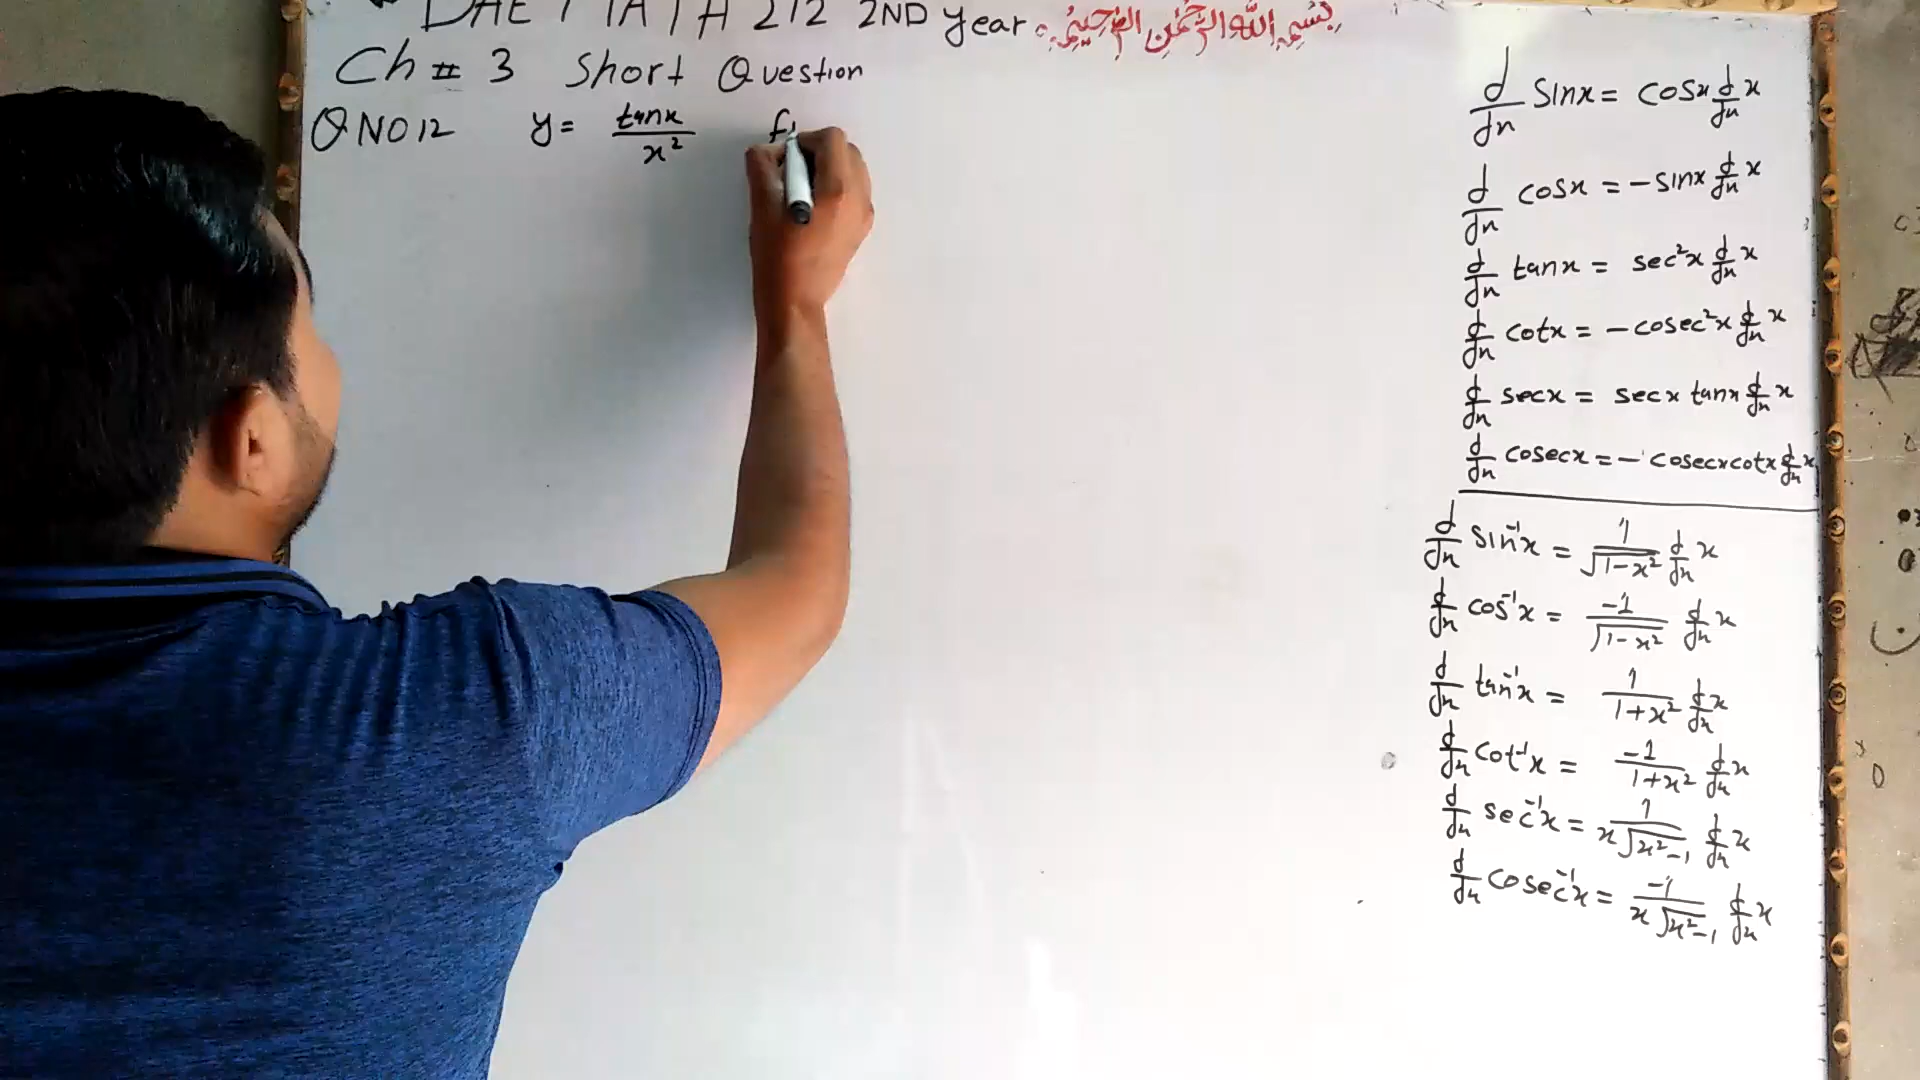 DAE MATH 212 2ND year بسم الله الرحمن الرحيم
Ch # 3 Short Question
Q NO 12 y = tanx / x² fi
d/dx Sinx = cosx d/dx x
d/dx cosx = -sinx d/dx x
d/dx tanx = sec²x d/dx x
d/dx cotx = -cosec²x d/dx x
d/dx secx = secx tanx d/dx x
d/dx cosecx = -cosecxcotx d/dx x
d/dx sin⁻¹x = 1/√(1-x²) d/dx x
d/dx cos⁻¹x = -1/√(1-x²) d/dx x
d/dx tan⁻¹x = 1/(1+x²) d/dx x
d/dx cot⁻¹x = -1/(1+x²) d/dx x
d/dx sec⁻¹x = 1/(x√(x²-1)) d/dx x
d/dx cosec⁻¹x = -1/(x√(x²-1)) d/dx x